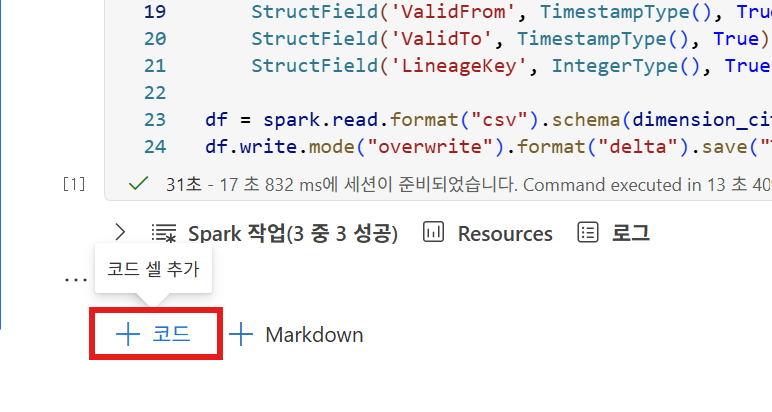 19 StructField('ValidFrom', TimestampType(), Tru
20 StructField('ValidTo', TimestampType(), True)
21 StructField('LineageKey', IntegerType(), True
22
23 df = spark.read.format("csv").schema(dimension_ci
24 df.write.mode("overwrite").format("delta").save("
[1] 31초 - 17 초 832 ms에 세션이 준비되었습니다. Command executed in 13 초 40
Spark 작업(3 중 3 성공) Resources 로그
코드 셀 추가
...
+ 코드 + Markdown